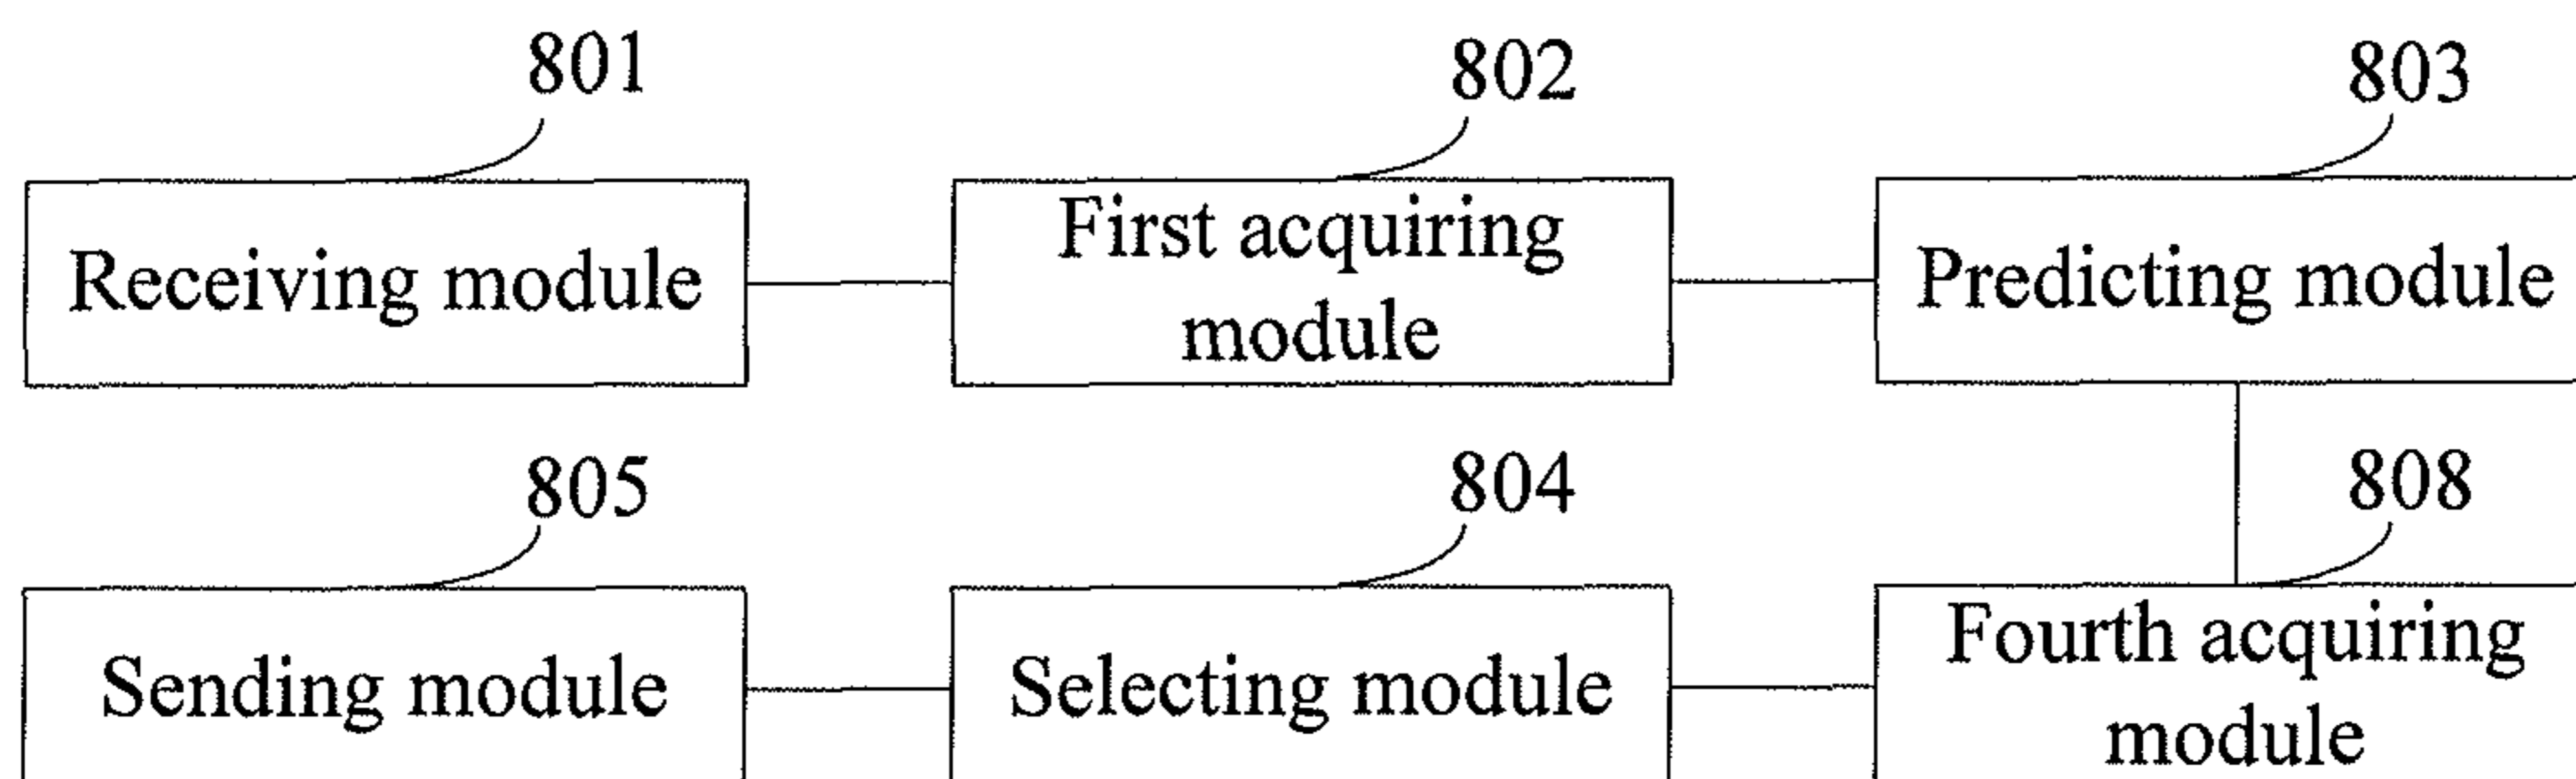 801
802
803
Receiving module
First acquiring
module
Predicting module
805
804
808
Sending module
Selecting module
Fourth acquiring
module